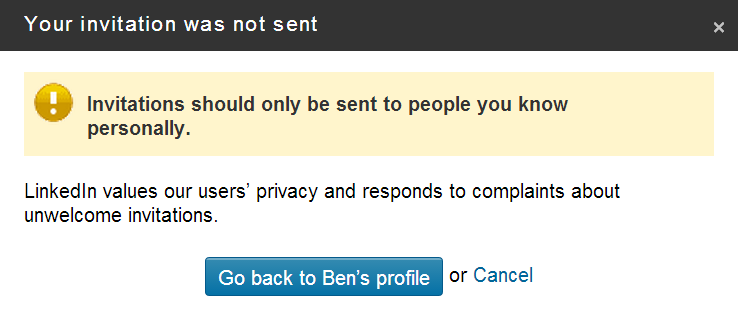 Your invitation was not sent
×
Invitations should only be sent to people you know
personally.
LinkedIn values our users’ privacy and responds to complaints about
unwelcome invitations.
Go back to Ben’s profile or Cancel